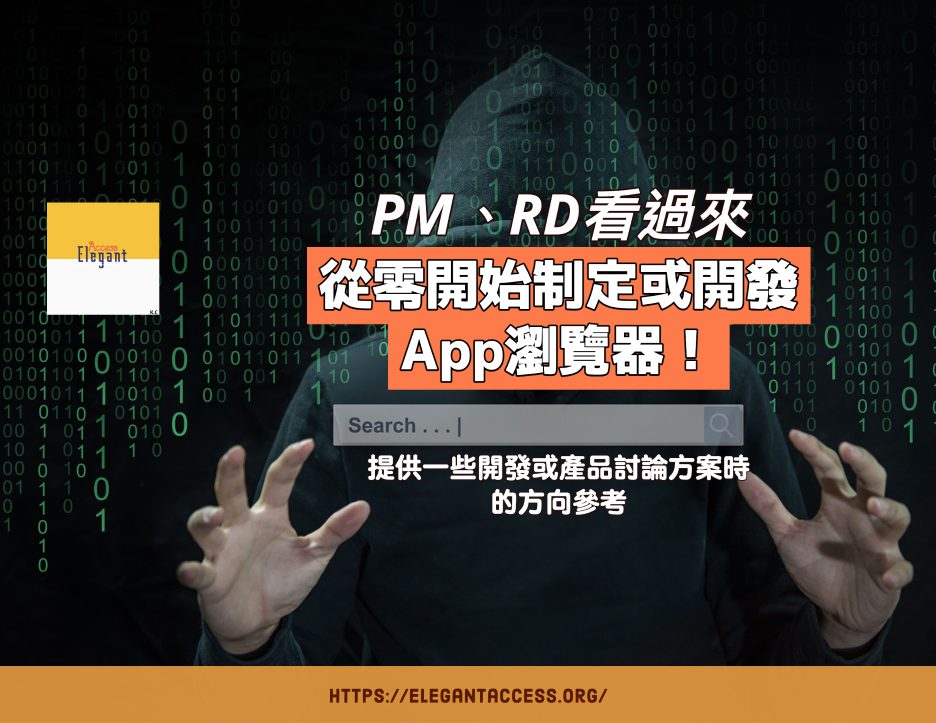 PM、RD看過來
從零開始制定或開發
App瀏覽器！
Access
Elegant
K.C
Search . . . |
提供一些開發或產品討論方案時
的方向參考
HTTPS://ELEGANTACCESS.ORG/